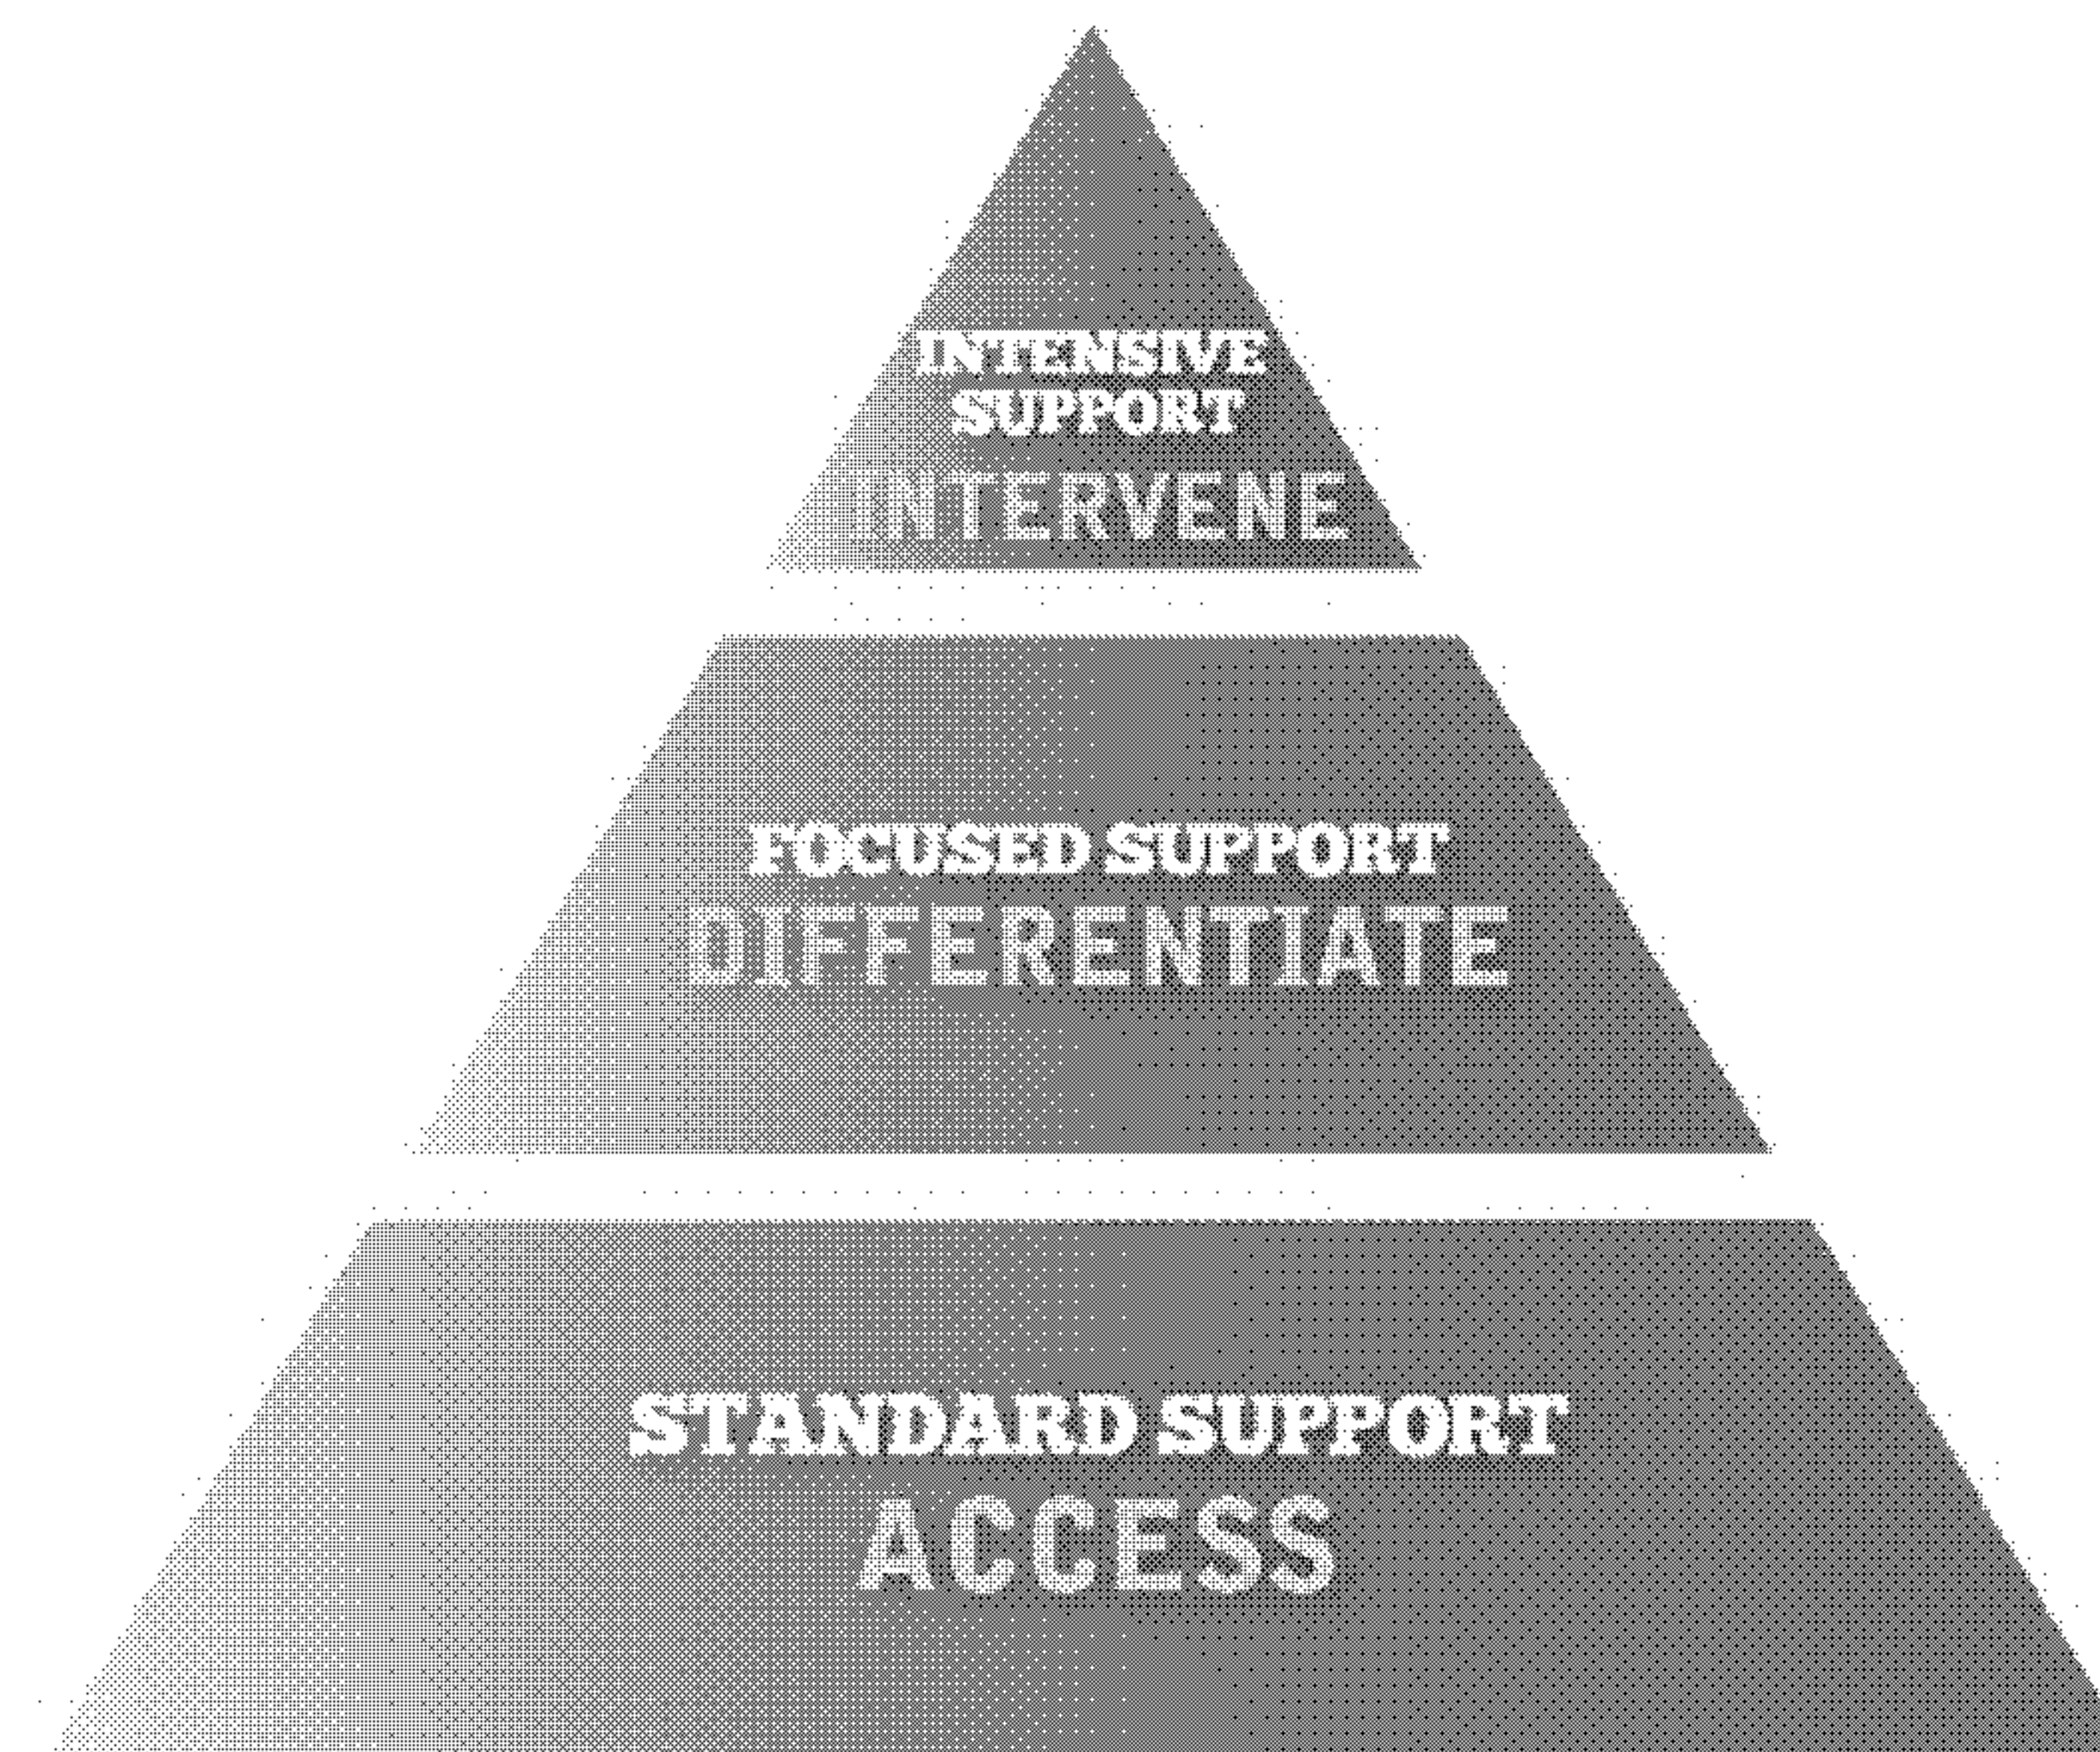 INTENSIVE
SUPPORT
INTERVENE
FOCUSED SUPPORT
DIFFERENTIATE
STANDARD SUPPORT
ACCESS